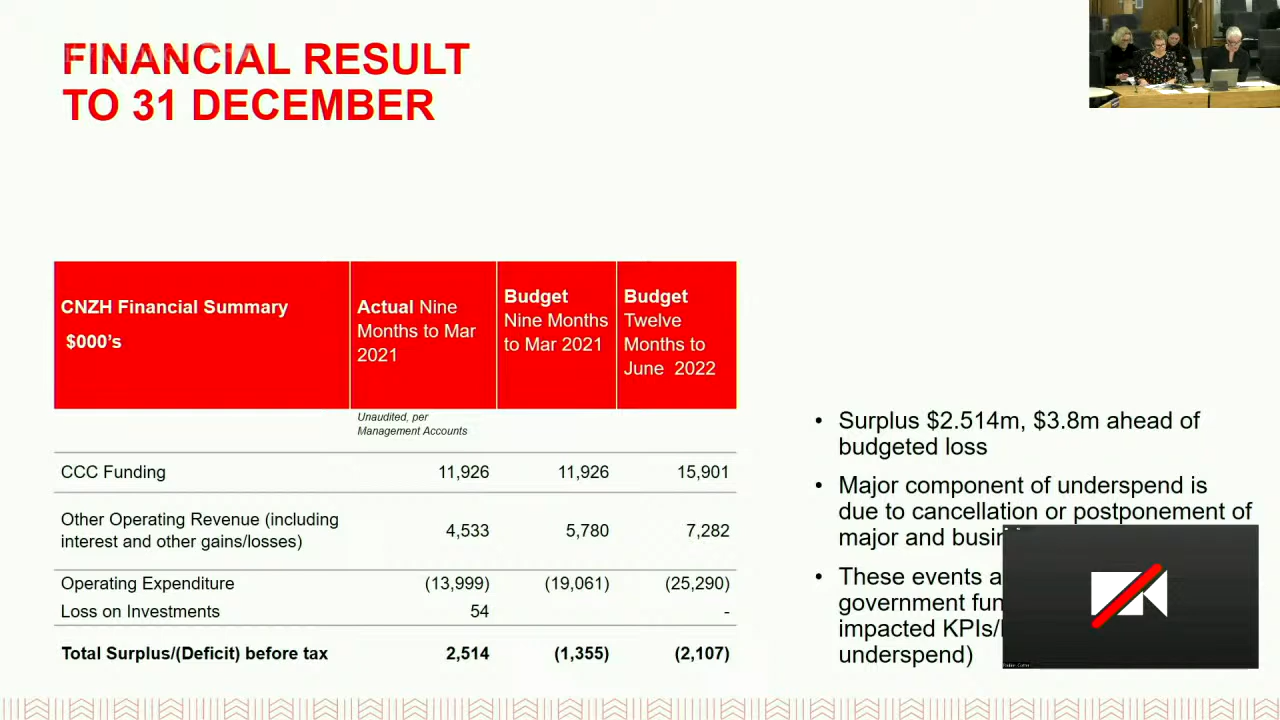 FINANCIAL RESULT
TO 31 DECEMBER
CNZH Financial Summary
$000’s
Actual Nine
Months to Mar
2021
Budget
Nine Months
to Mar 2021
Budget
Twelve
Months to
June 2022
Unaudited, per
Management Accounts
CCC Funding 11,926 11,926 15,901
Other Operating Revenue (including
interest and other gains/losses) 4,533 5,780 7,282
Operating Expenditure (13,999) (19,061) (25,290)
Loss on Investments 54 -
Total Surplus/(Deficit) before tax 2,514 (1,355) (2,107)
• Surplus $2.514m, $3.8m ahead of
budgeted loss
• Major component of underspend is
due to cancellation or postponement of
major and
• These events
government
impacted KPIs/
underspend)